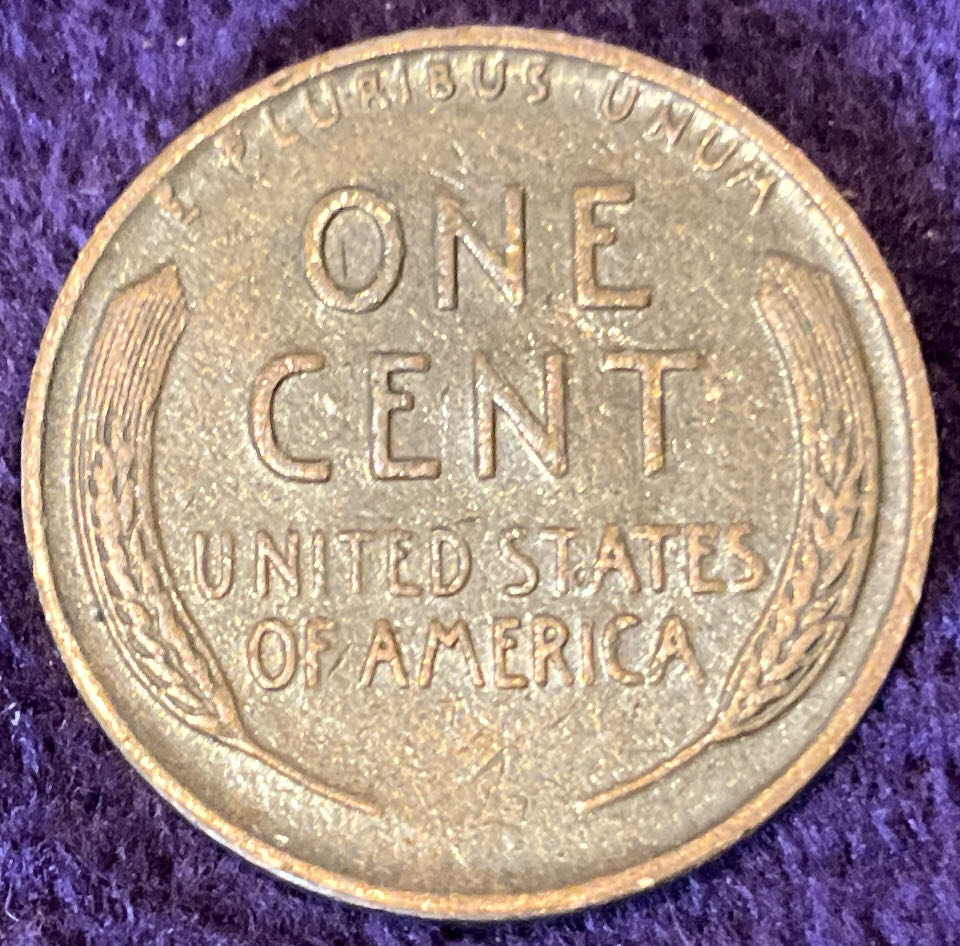 E PLURIBUS UNUM
ONE
CENT
UNITED STATES
OF AMERICA